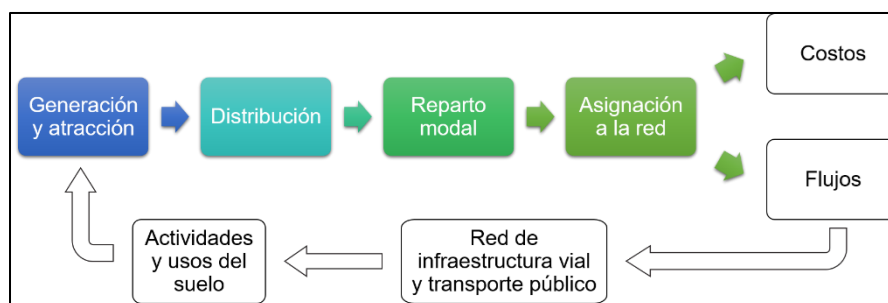 Generación
y atracción
Distribución
Reparto
modal
Asignación
a la red
Costos
Flujos
Actividades
y usos del
suelo
Red de
infraestructura vial
y transporte público